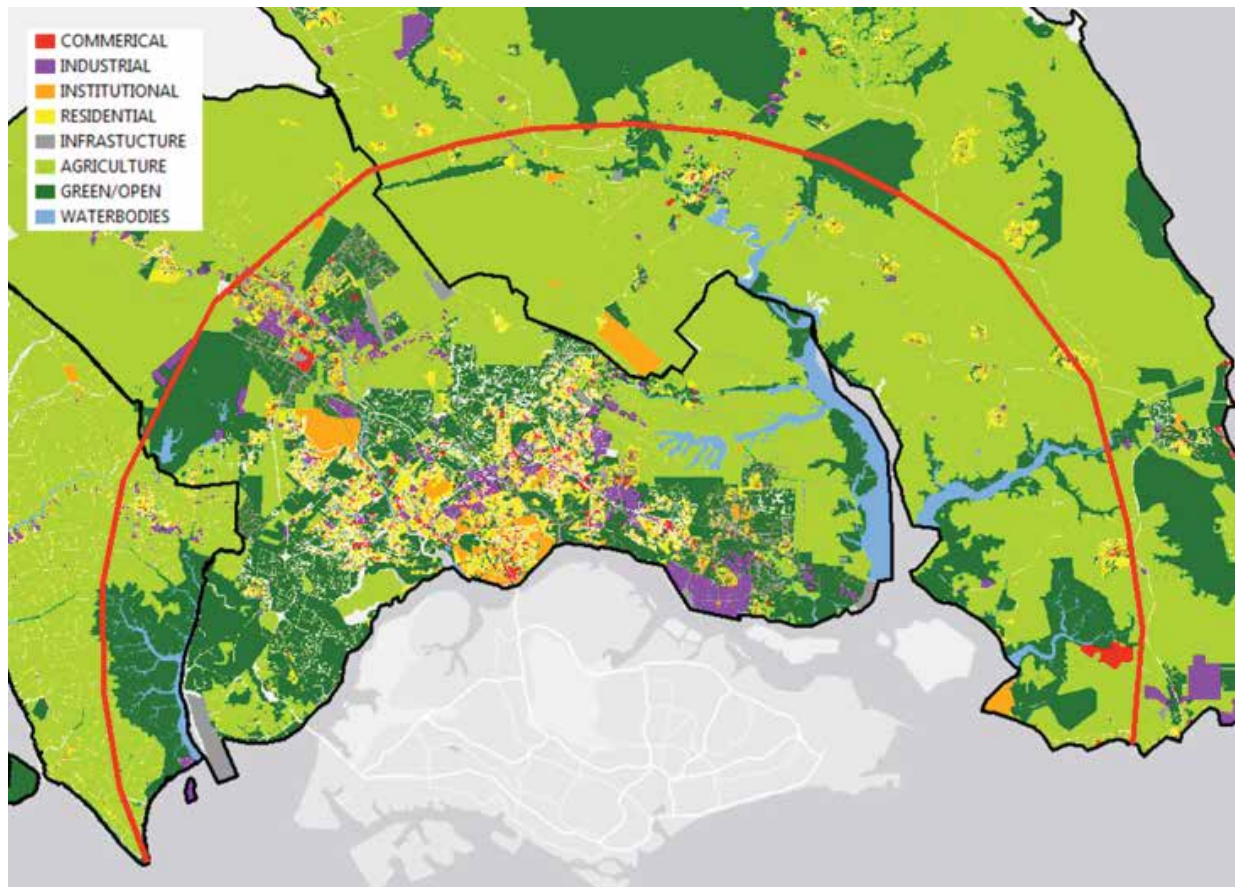 COMMERICAL
INDUSTRIAL
INSTITUTIONAL
RESIDENTIAL
INFRASTUCTURE
AGRICULTURE
GREEN/OPEN
WATERBODIES